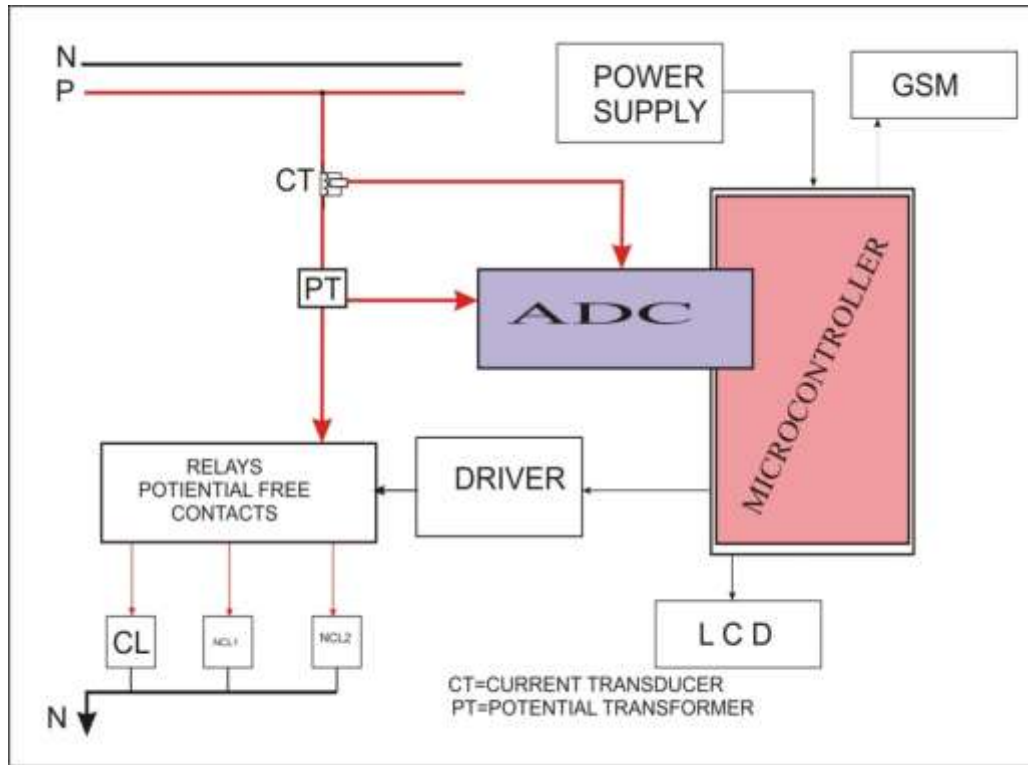 N
P
POWER
SUPPLY
GSM
CT
PT
ADC
MICROCONTROLLER
RELAYS
POTIENTIAL FREE
CONTACTS
DRIVER
CL
NCL1
NCL2
L C D
N
CT=CURRENT TRANSDUCER
PT=POTENTIAL TRANSFORMER